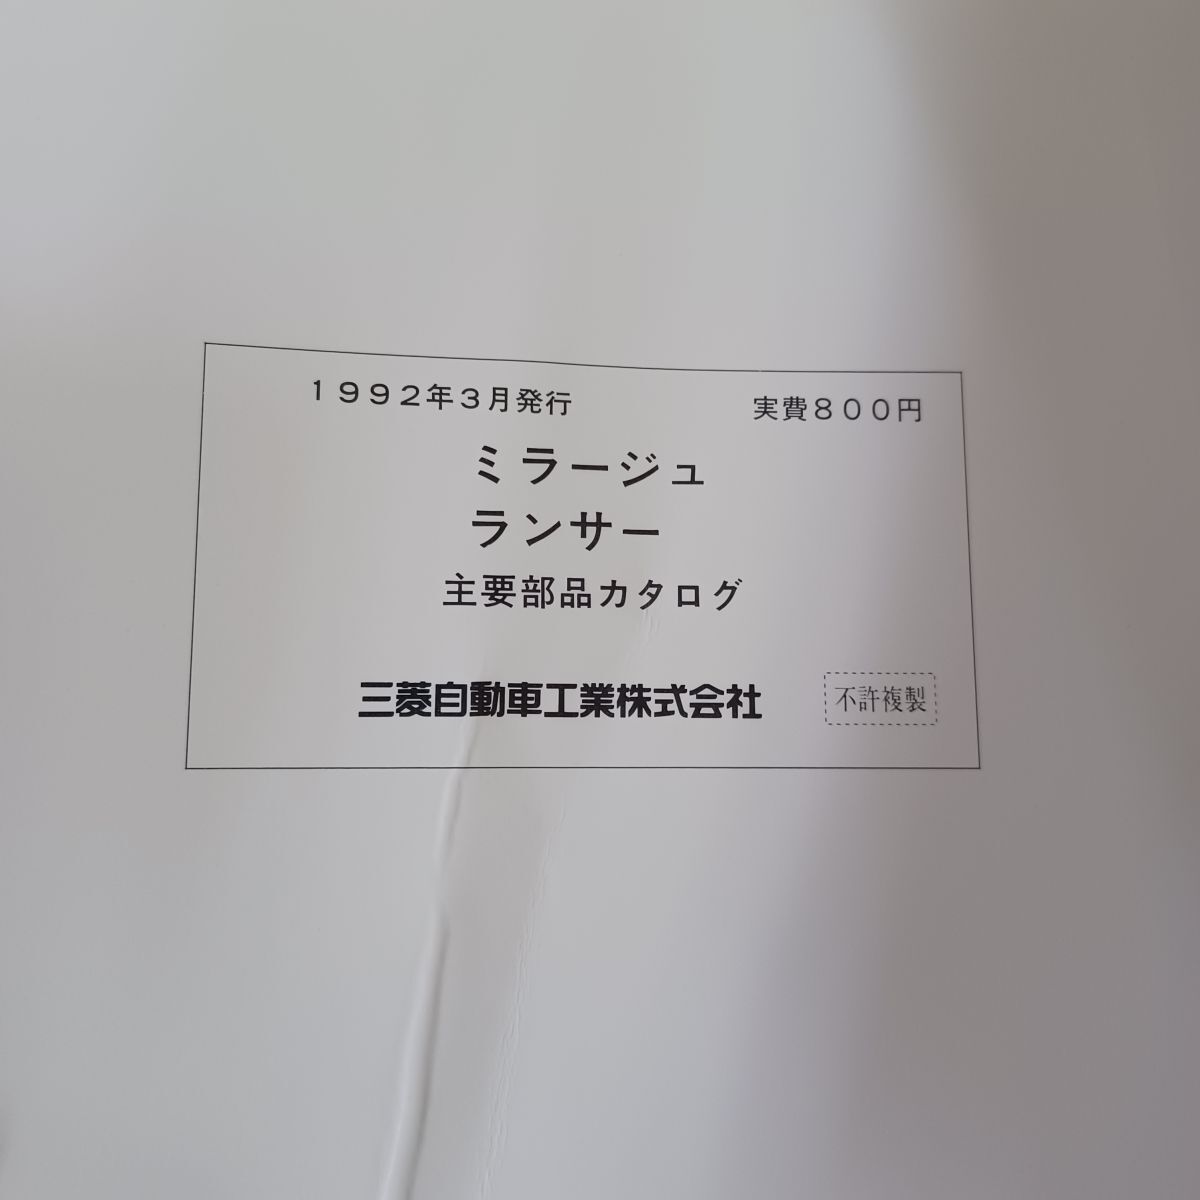 １９９２年３月発行 実費８００円
ミラージュ
ランサー
主要部品カタログ
三菱自動車工業株式会社 不許複製